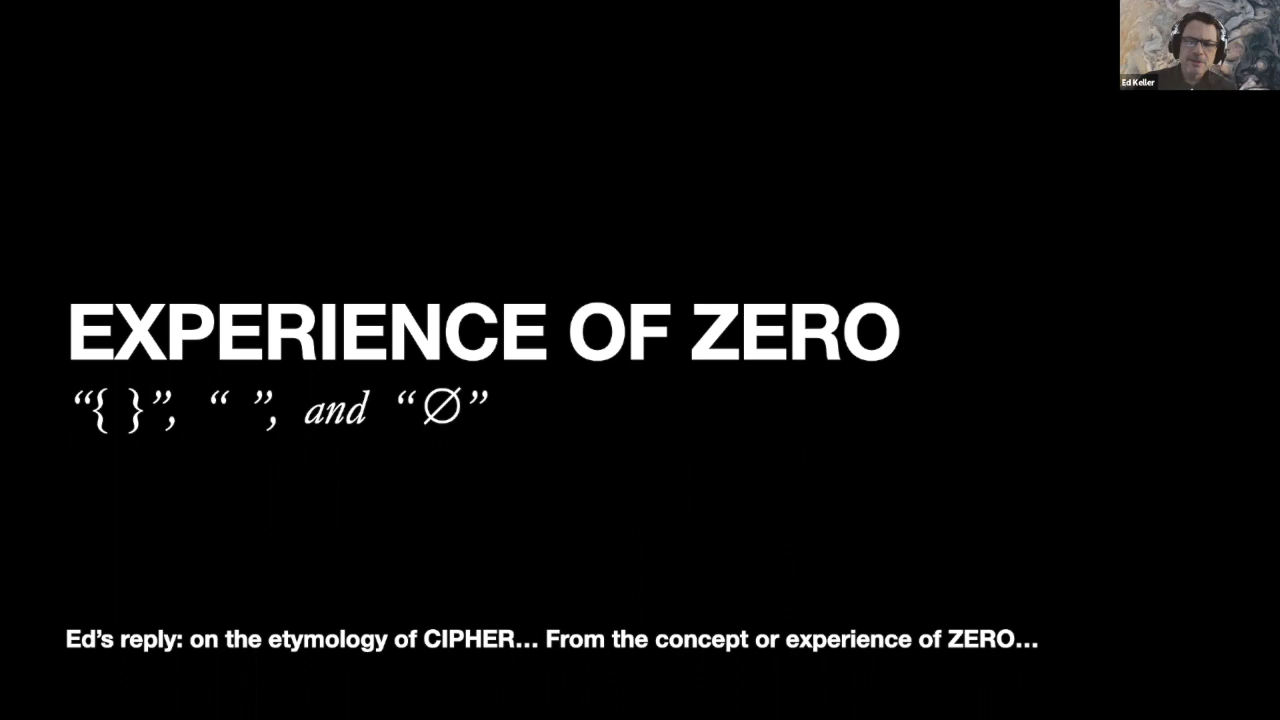 Ed Keller
EXPERIENCE OF ZERO
“{ }”, “ ”, and “∅”
Ed’s reply: on the etymology of CIPHER... From the concept or experience of ZERO...